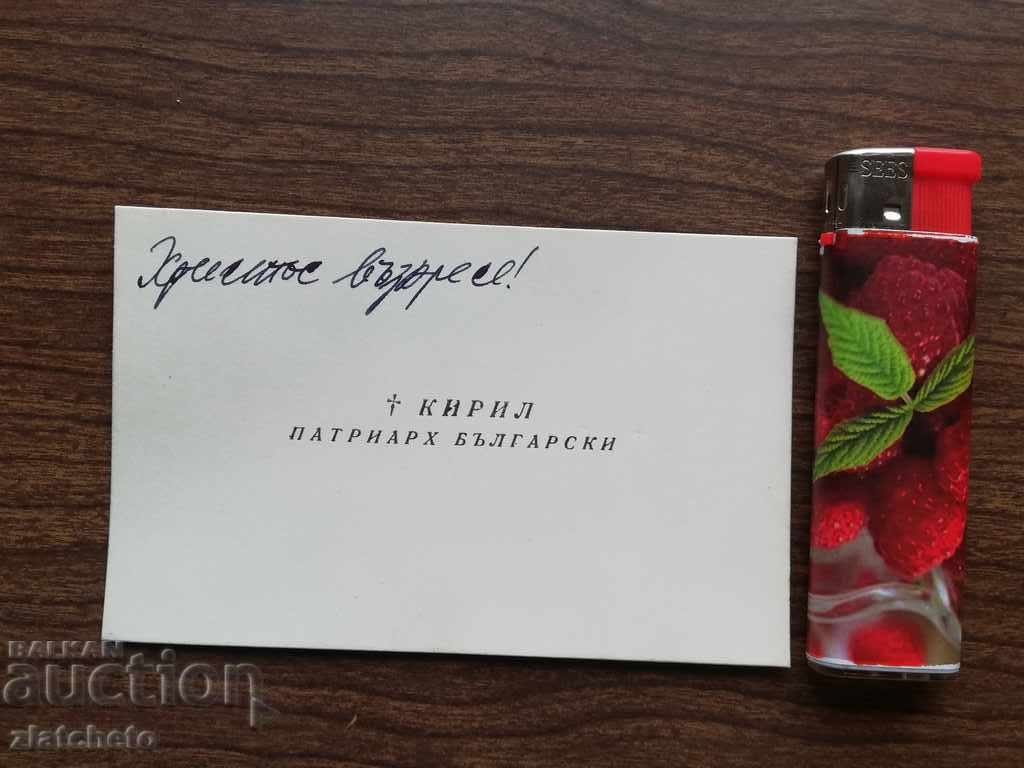 Христос възкресе!
† КИРИЛ
ПАТРИАРХ БЪЛГАРСКИ
SEES
BALKAN
auction
zlatcheto